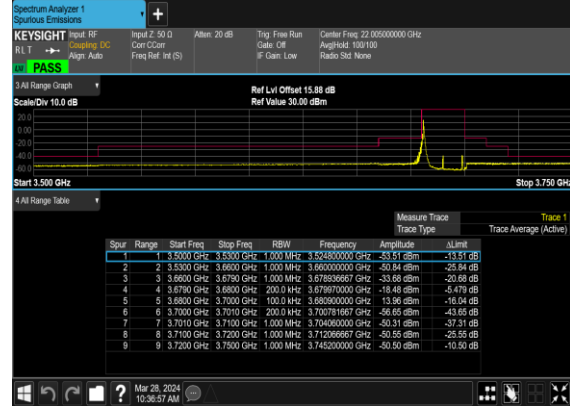 Spectrum Analyzer 1
Spurious Emissions
KEYSIGHT Input: RF Input Z: 50 Ω Atten: 20 dB Trig: Free Run Center Freq: 22.005000000 GHz
RLT Coupling: DC Corr CCorr Gate: Off Avg|Hold: 100/100
Align: Auto Freq Ref: Int (S) IF Gain: Low Radio Std: None
PASS
3 All Range Graph
Ref Lvl Offset 15.88 dB
Scale/Div 10.0 dB Ref Value 30.00 dBm
20.0
0.00
-20.0
-40.0
-60.0
Start 3.500 GHz Stop 3.750 GHz
4 All Range Table
Measure Trace Trace 1
Trace Type Trace Average (Active)
Spur Range Start Freq Stop Freq RBW Frequency Amplitude ΔLimit
1 1 3.5000 GHz 3.5300 GHz 1.000 MHz 3.524800000 GHz -53.51 dBm -13.51 dB
2 2 3.5300 GHz 3.6600 GHz 1.000 MHz 3.660000000 GHz -50.84 dBm -25.84 dB
3 3 3.6600 GHz 3.6790 GHz 1.000 MHz 3.678936667 GHz -33.68 dBm -20.68 dB
4 4 3.6790 GHz 3.6800 GHz 200.0 kHz 3.679970000 GHz -18.48 dBm -5.479 dB
5 5 3.6800 GHz 3.7000 GHz 100.0 kHz 3.680900000 GHz 13.96 dBm -16.04 dB
6 6 3.7000 GHz 3.7010 GHz 200.0 kHz 3.700781667 GHz -56.65 dBm -43.65 dB
7 7 3.7010 GHz 3.7100 GHz 1.000 MHz 3.704060000 GHz -50.31 dBm -37.31 dB
8 8 3.7100 GHz 3.7200 GHz 1.000 MHz 3.712066667 GHz -50.55 dBm -25.55 dB
9 9 3.7200 GHz 3.7500 GHz 1.000 MHz 3.745200000 GHz -50.50 dBm -10.50 dB
Mar 28, 2024
10:36:57 AM